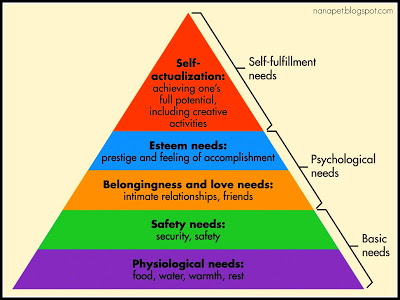 nanapet.blogspot.com
Self-
actualization:
achieving one's
full potential,
including creative
activities
Self-fulfillment
needs
Esteem needs:
prestige and feeling of accomplishment
Psychological
needs
Belongingness and love needs:
intimate relationships, friends
Safety needs:
security, safety
Basic
needs
Physiological needs:
food, water, warmth, rest